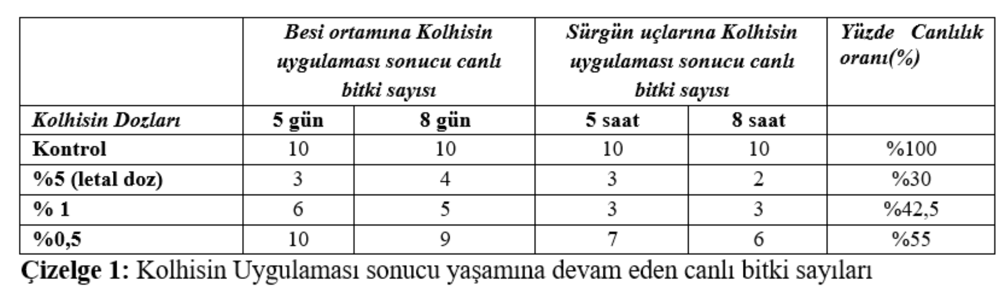 Besi ortamına Kolhisin uygulaması sonucu canlı bitki sayısı
Sürgün uçlarına Kolhisin uygulaması sonucu canlı bitki sayısı
Yüzde Canlılık oranı(%)
Kolhisin Dozları 5 gün 8 gün 5 saat 8 saat
Kontrol 10 10 10 10 %100
%5 (letal doz) 3 4 3 2 %30
% 1 6 5 3 3 %42,5
%0,5 10 9 7 6 %55
Çizelge 1: Kolhisin Uygulaması sonucu yaşamına devam eden canlı bitki sayıları